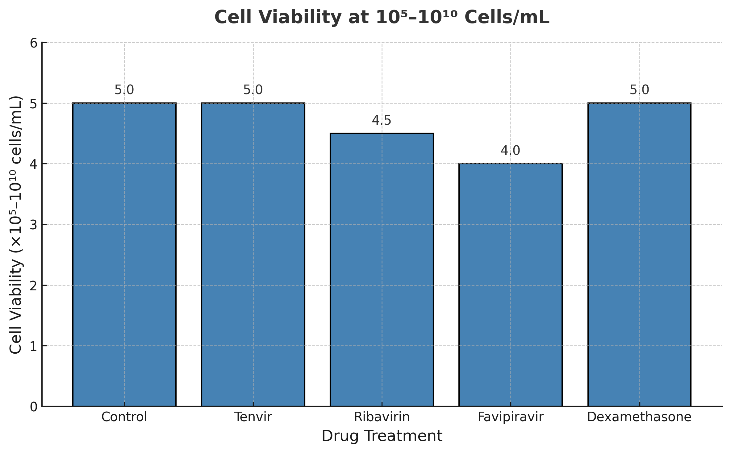 Cell Viability at 10⁵–10¹⁰ Cells/mL
Cell Viability (×10⁵–10¹⁰ cells/mL)
6
5
4
3
2
1
0
5.0
5.0
4.5
4.0
5.0
Control
Tenvir
Ribavirin
Favipiravir
Dexamethasone
Drug Treatment